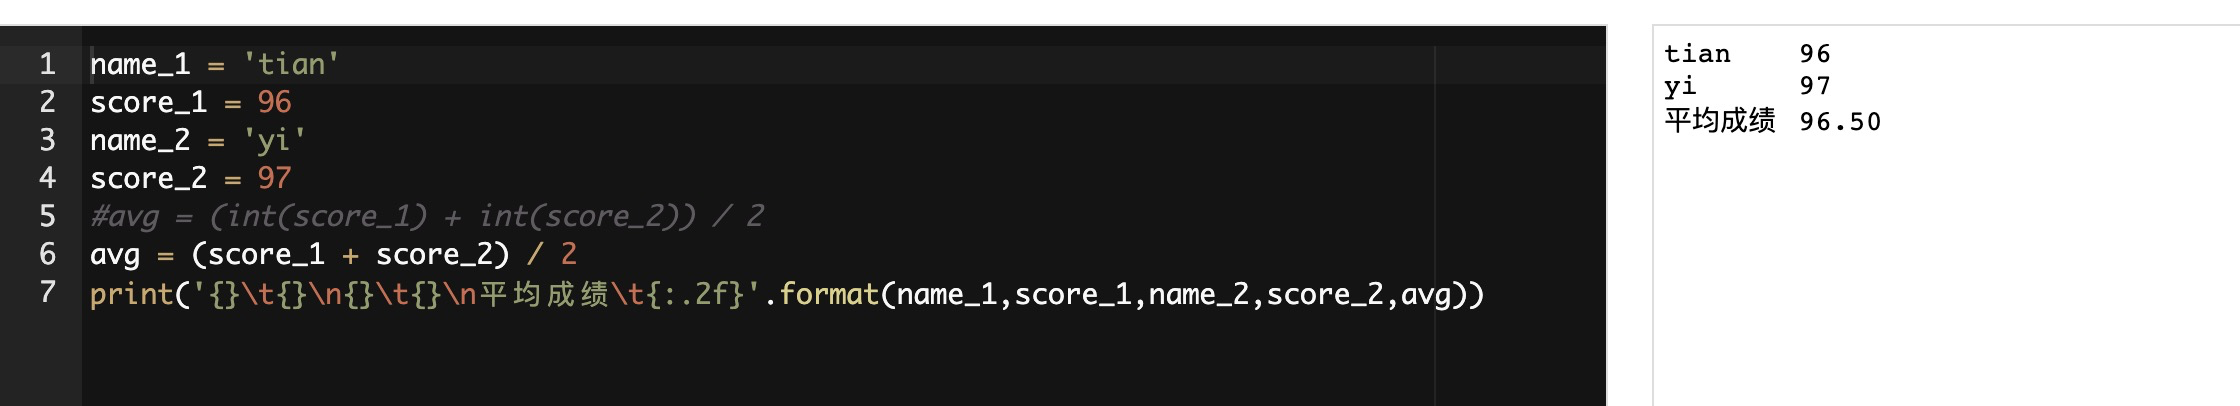 1 name_1 = 'tian'
2 score_1 = 96
3 name_2 = 'yi'
4 score_2 = 97
5 #avg = (int(score_1) + int(score_2)) / 2
6 avg = (score_1 + score_2) / 2
7 print('{}\t{}\n{}\t{}\n平均成绩\t{:.2f}'.format(name_1,score_1,name_2,score_2,avg))
tian 96
yi 97
平均成绩 96.50